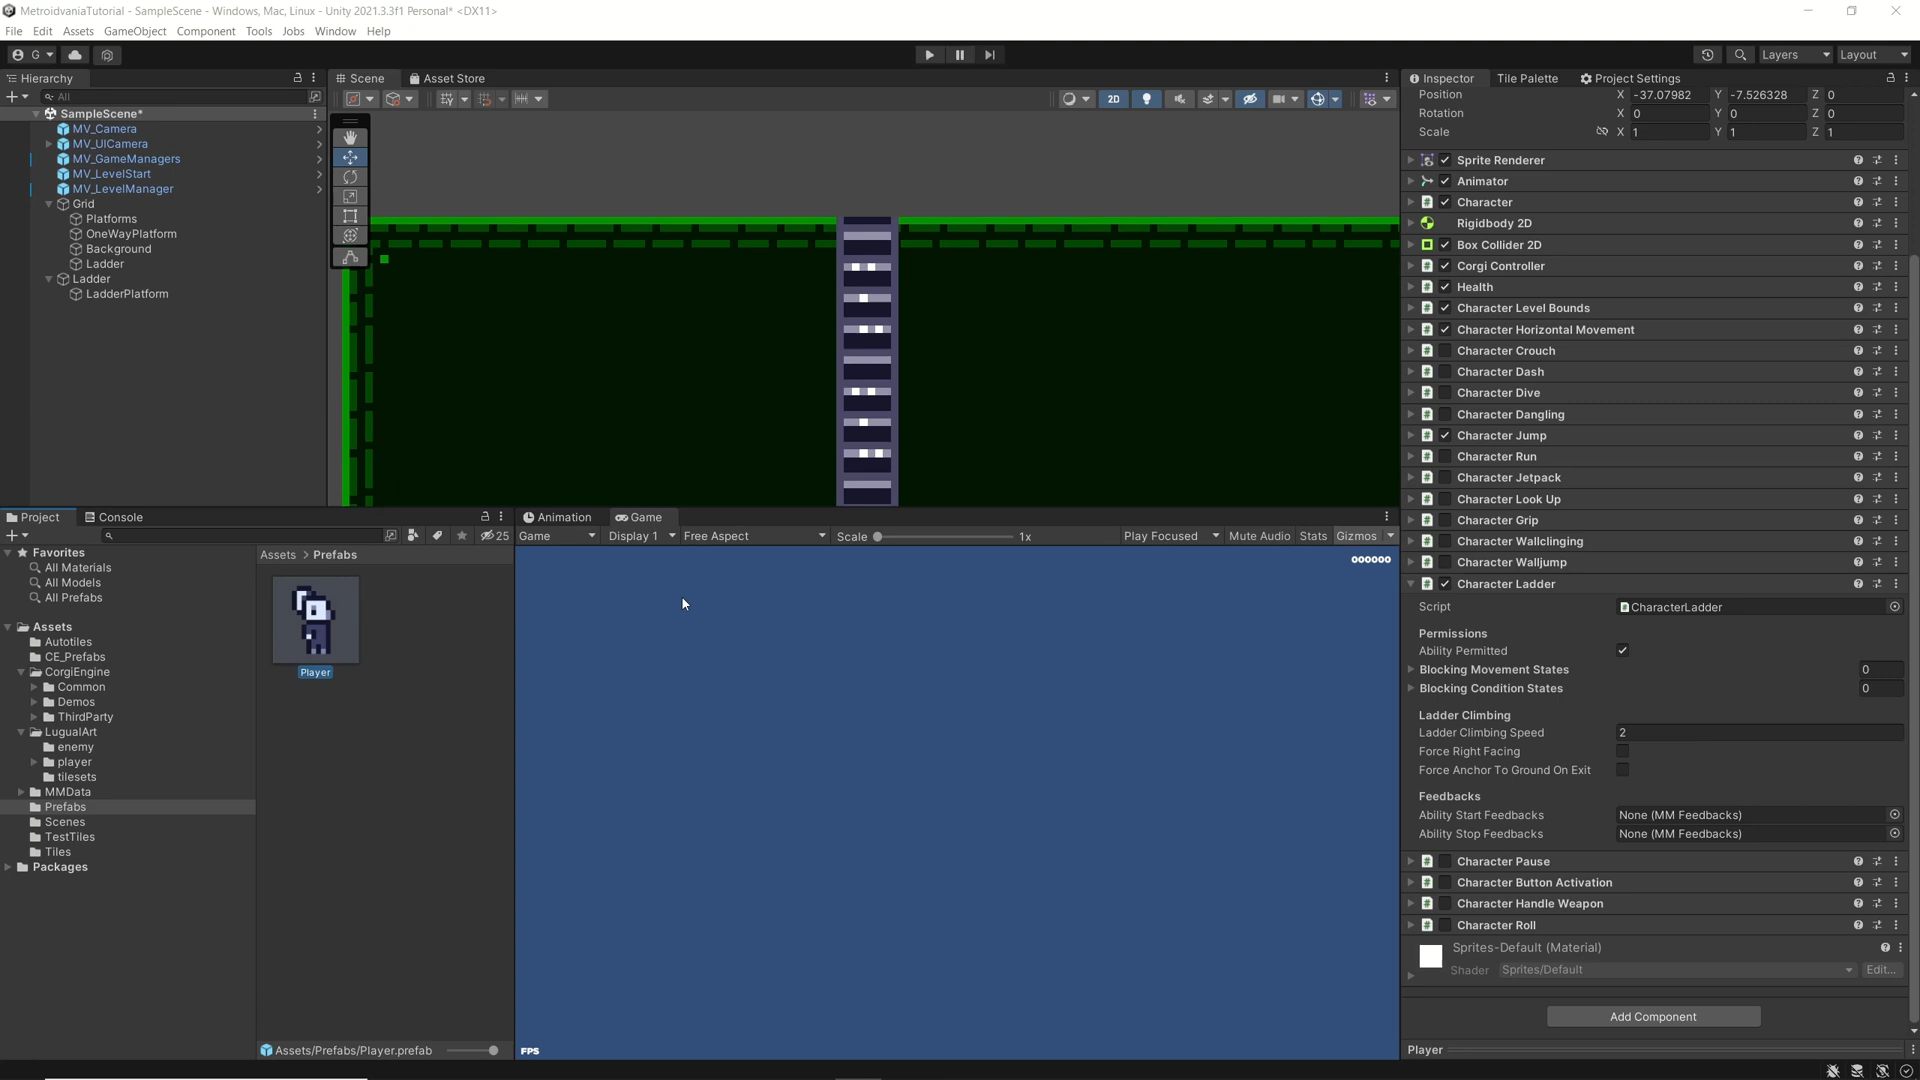 MetroidvaniaTutorial - SampleScene - Windows, Mac, Linux - Unity 2021.3.3f1 Personal* <DX11>
File Edit Assets GameObject Component Tools Jobs Window Help
G Layers Layout
Hierarchy
All
SampleScene*
MV_Camera
MV_UICamera
MV_GameManagers
MV_LevelStart
MV_LevelManager
Grid
Platforms
OneWayPlatform
Background
Ladder
Ladder
LadderPlatform
Scene Asset Store
2D
Project Console
25
Favorites
All Materials
All Models
All Prefabs
Assets
Autotiles
CE_Prefabs
CorgiEngine
Common
Demos
ThirdParty
LugualArt
enemy
player
tilesets
MMData
Prefabs
Scenes
TestTiles
Tiles
Packages
Assets > Prefabs
Player
Assets/Prefabs/Player.prefab
Animation Game
Game Display 1 Free Aspect Scale 1x Play Focused Mute Audio Stats Gizmos
000000
FPS
Inspector Tile Palette Project Settings
Position X -37.07982 Y -7.526328 Z 0
Rotation X 0 Y 0 Z 0
Scale X 1 Y 1 Z 1
Sprite Renderer
Animator
Character
Rigidbody 2D
Box Collider 2D
Corgi Controller
Health
Character Level Bounds
Character Horizontal Movement
Character Crouch
Character Dash
Character Dive
Character Dangling
Character Jump
Character Run
Character Jetpack
Character Look Up
Character Grip
Character Wallclinging
Character Walljump
Character Ladder
Script CharacterLadder
Permissions
Ability Permitted
Blocking Movement States 0
Blocking Condition States 0
Ladder Climbing
Ladder Climbing Speed 2
Force Right Facing
Force Anchor To Ground On Exit
Feedbacks
Ability Start Feedbacks None (MM Feedbacks)
Ability Stop Feedbacks None (MM Feedbacks)
Character Pause
Character Button Activation
Character Handle Weapon
Character Roll
Sprites-Default (Material)
Shader Sprites/Default Edit...
Add Component
Player